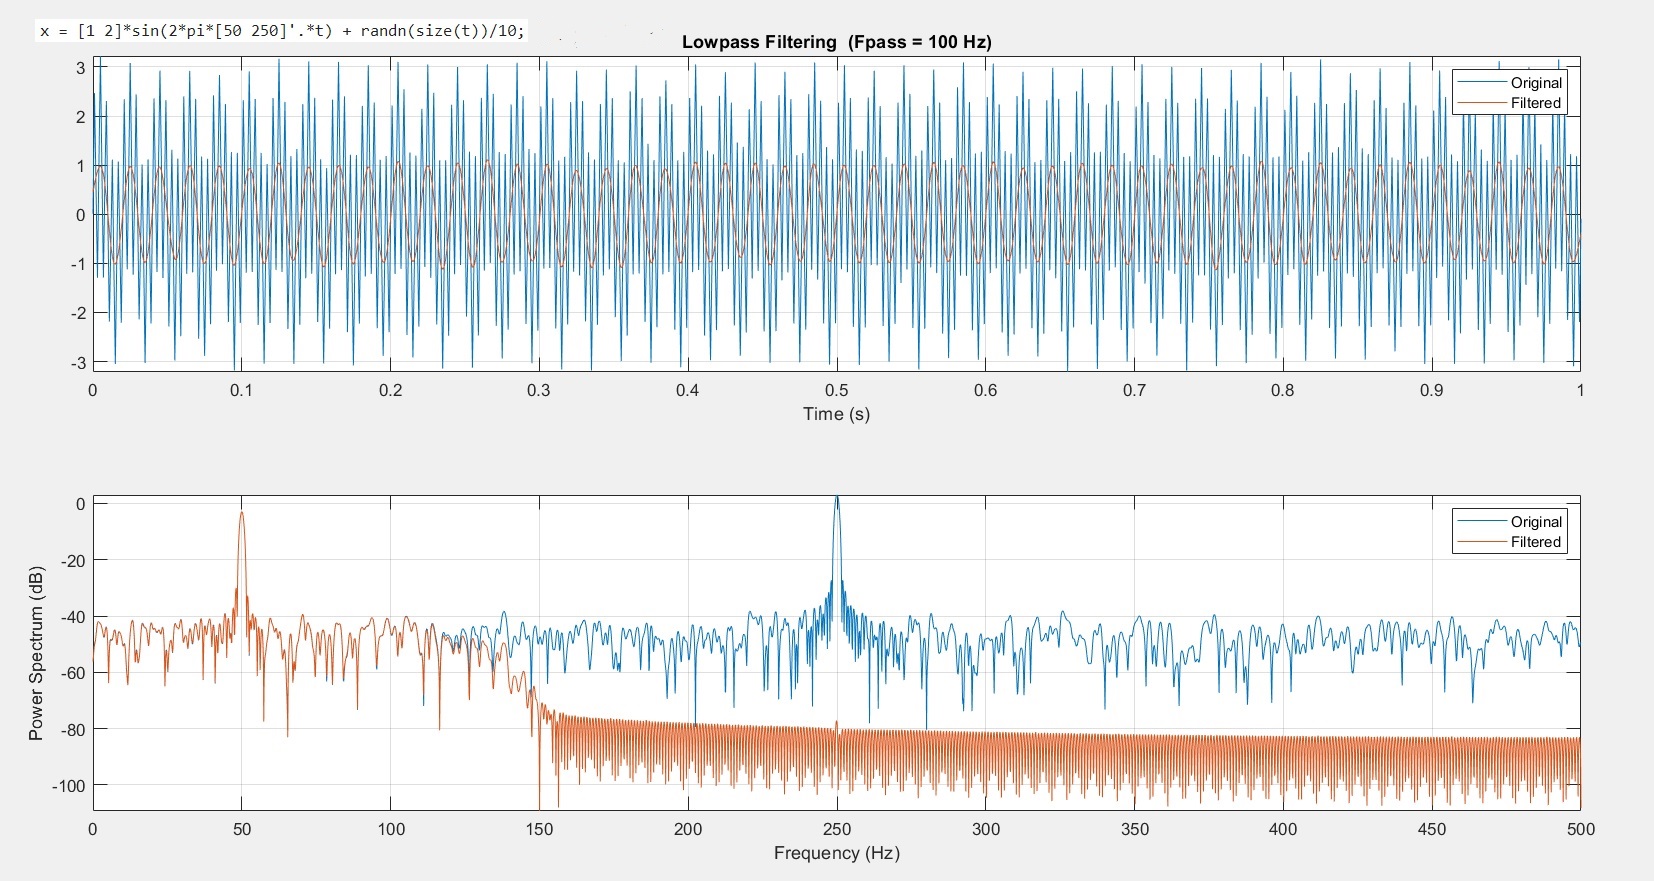 x = [1 2]*sin(2*pi*[50 250]'.*t) + randn(size(t))/10;
Lowpass Filtering (Fpass = 100 Hz)
3
2
1
0
-1
-2
-3
Original
Filtered
0 0.1 0.2 0.3 0.4 0.5 0.6 0.7 0.8 0.9 1
Time (s)
Power Spectrum (dB)
0
-20
-40
-60
-80
-100
Original
Filtered
0 50 100 150 200 250 300 350 400 450 500
Frequency (Hz)